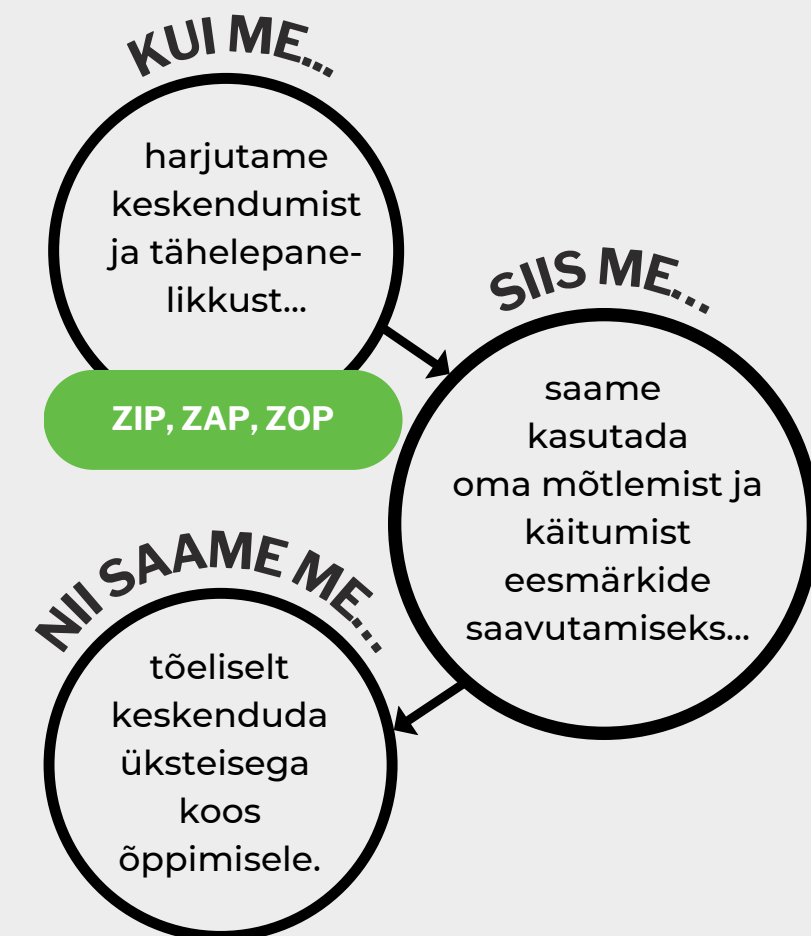 KUI ME...
harjutame
keskendumist
ja tähelepane-
likkust...
ZIP, ZAP, ZOP
SIIS ME...
saame
kasutada
oma mõtlemist ja
käitumist
eesmärkide
saavutamiseks...
NII SAAME ME...
tõeliselt
keskenduda
üksteisega
koos
õppimisele.